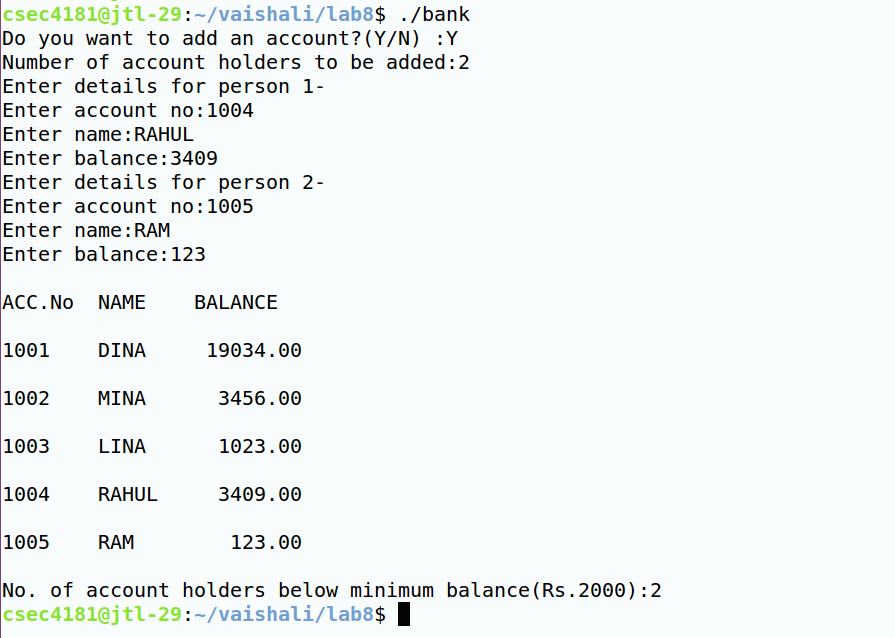 csec4181@jtl-29:~/vaishali/lab8$ ./bank
Do you want to add an account?(Y/N) :Y
Number of account holders to be added:2
Enter details for person 1-
Enter account no:1004
Enter name:RAHUL
Enter balance:3409
Enter details for person 2-
Enter account no:1005
Enter name:RAM
Enter balance:123
ACC.No  NAME    BALANCE
1001    DINA     19034.00
1002    MINA      3456.00
1003    LINA      1023.00
1004    RAHUL     3409.00
1005    RAM        123.00
No. of account holders below minimum balance(Rs.2000):2
csec4181@jtl-29:~/vaishali/lab8$